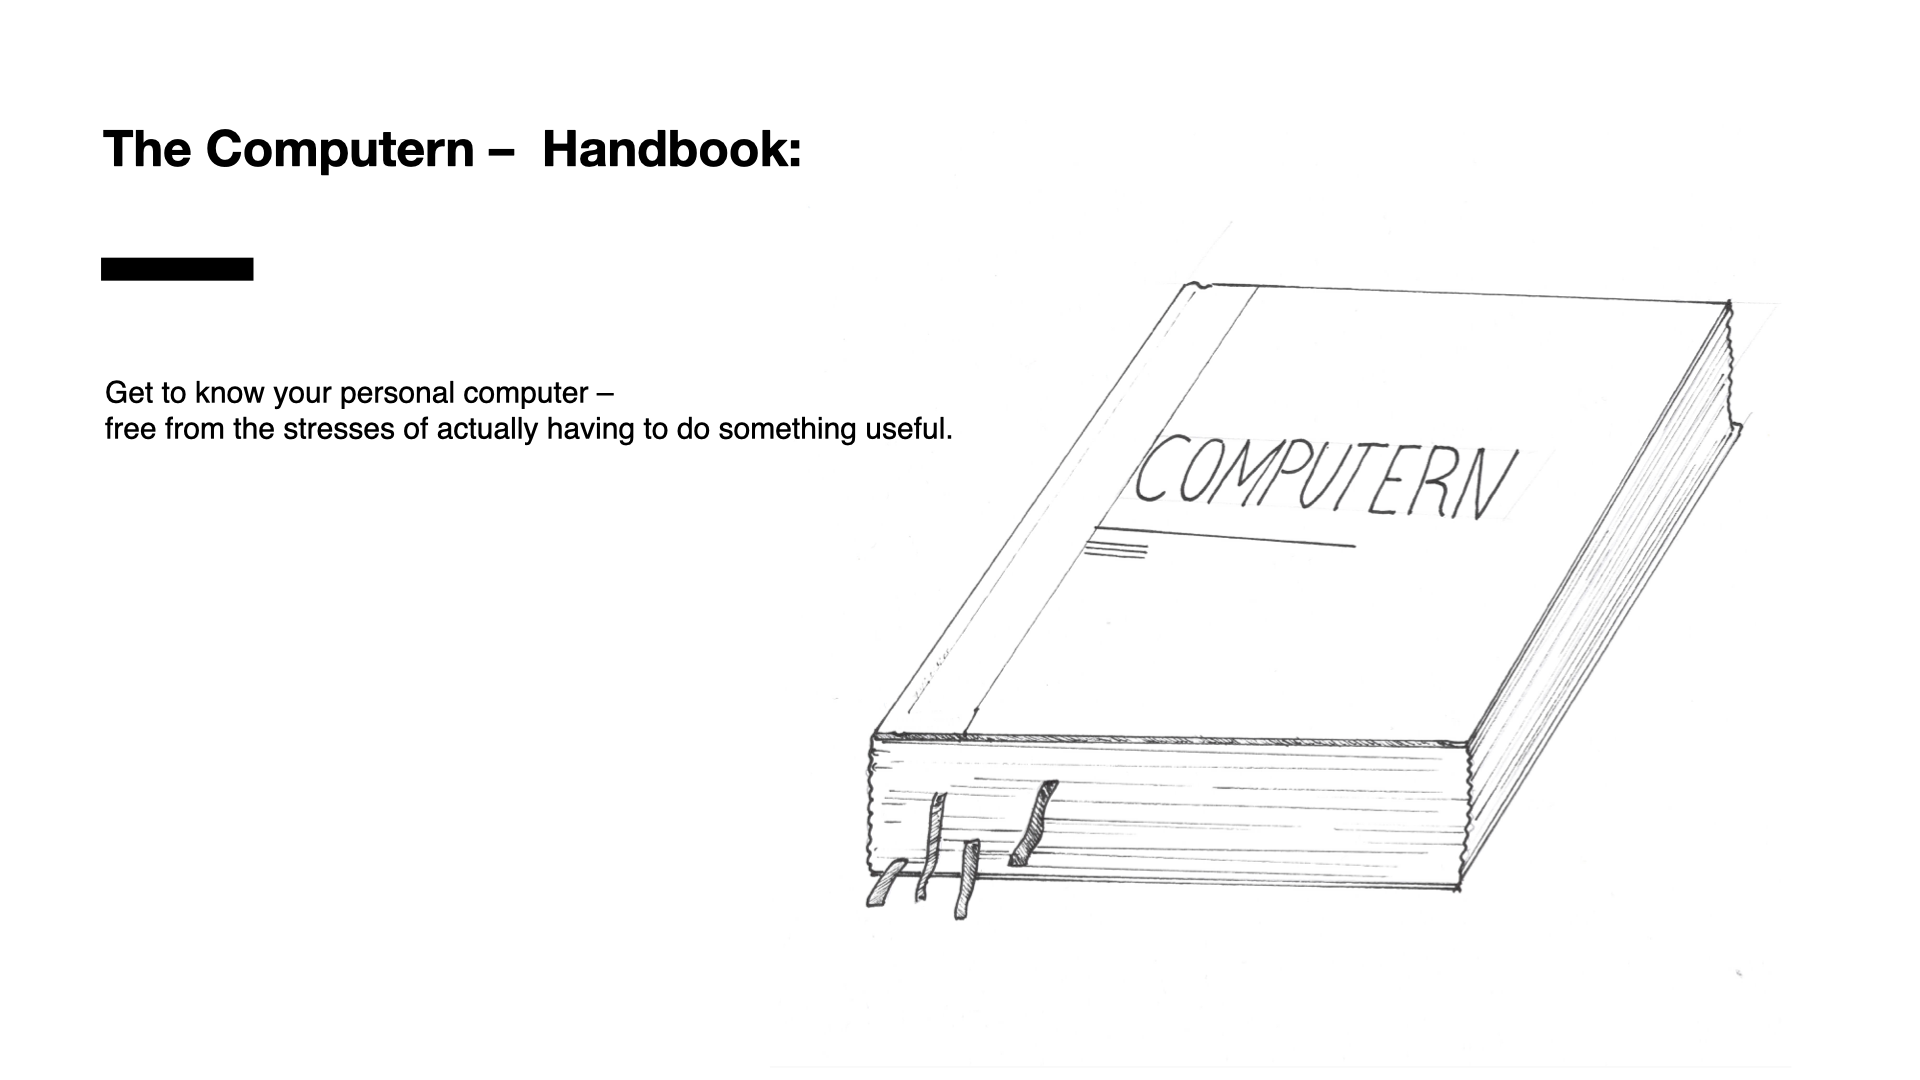 The Computern –  Handbook:
Get to know your personal computer –
free from the stresses of actually having to do something useful.
COMPUTERN